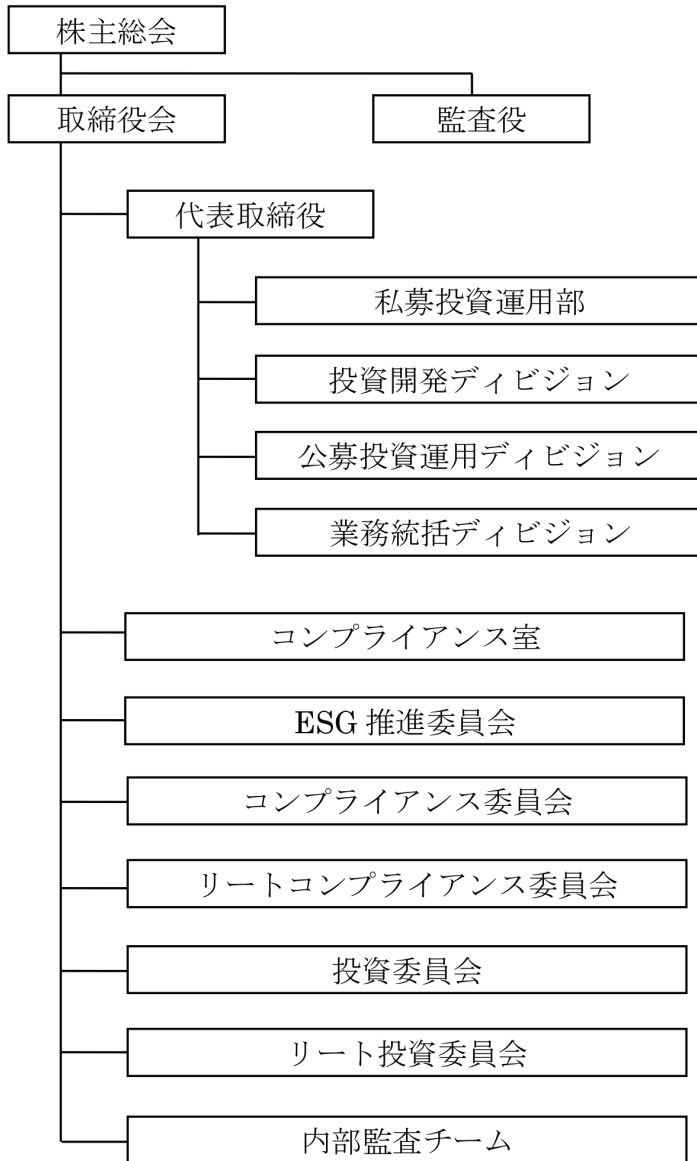 株主総会
取締役会
監査役
代表取締役
私募投資運用部
投資開発ディビジョン
公募投資運用ディビジョン
業務統括ディビジョン
コンプライアンス室
ESG 推進委員会
コンプライアンス委員会
リートコンプライアンス委員会
投資委員会
リート投資委員会
内部監査チーム